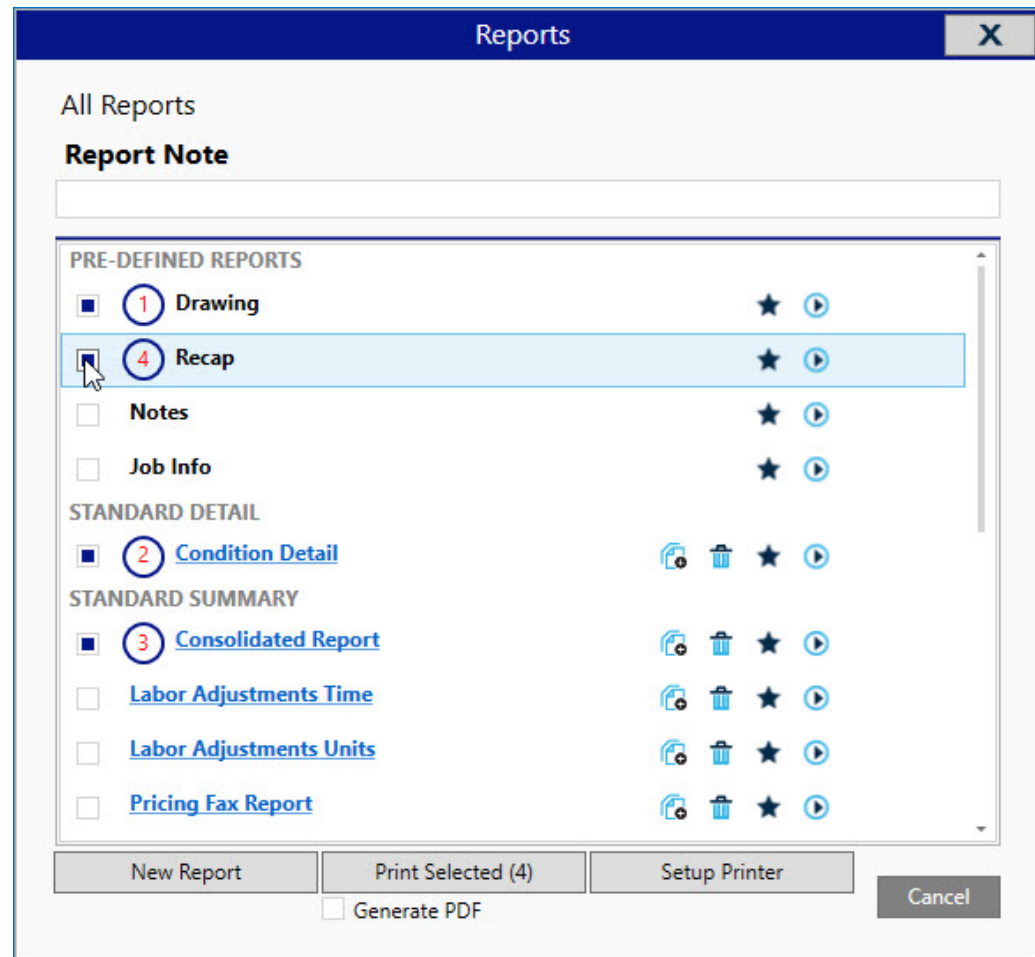 Reports X
All Reports
Report Note
PRE-DEFINED REPORTS
1 Drawing
4 Recap
Notes
Job Info
STANDARD DETAIL
2 Condition Detail
STANDARD SUMMARY
3 Consolidated Report
Labor Adjustments Time
Labor Adjustments Units
Pricing Fax Report
New Report Print Selected (4) Setup Printer
Cancel
Generate PDF